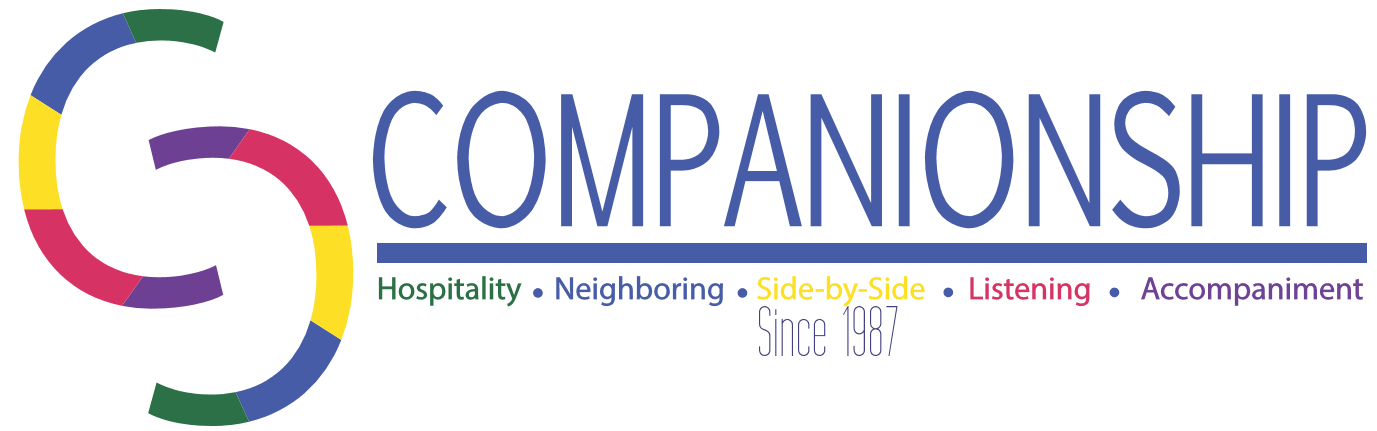 COMPANIONSHIP
Hospitality • Neighboring • Side-by-Side • Listening • Accompaniment
Since 1987